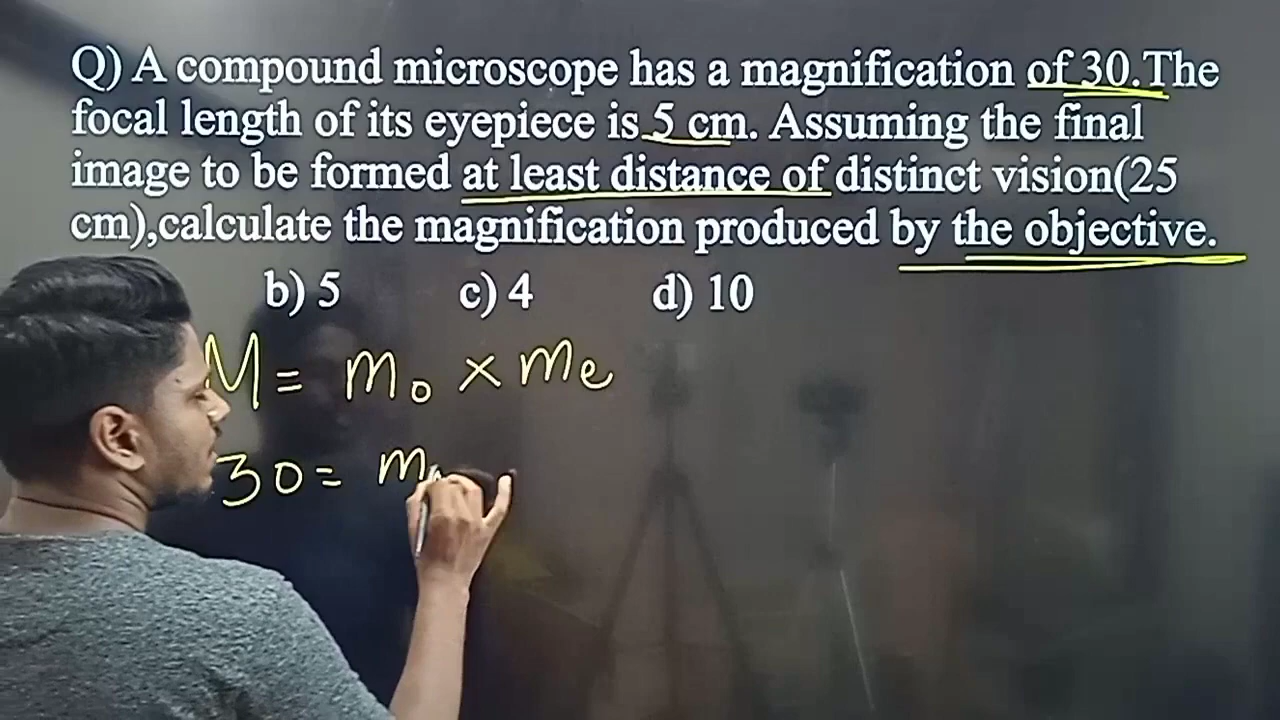 Q) A compound microscope has a magnification of 30.The
focal length of its eyepiece is 5 cm. Assuming the final
image to be formed at least distance of distinct vision(25
cm),calculate the magnification produced by the objective.
b) 5 c) 4 d) 10
M = mo × me
30 = m